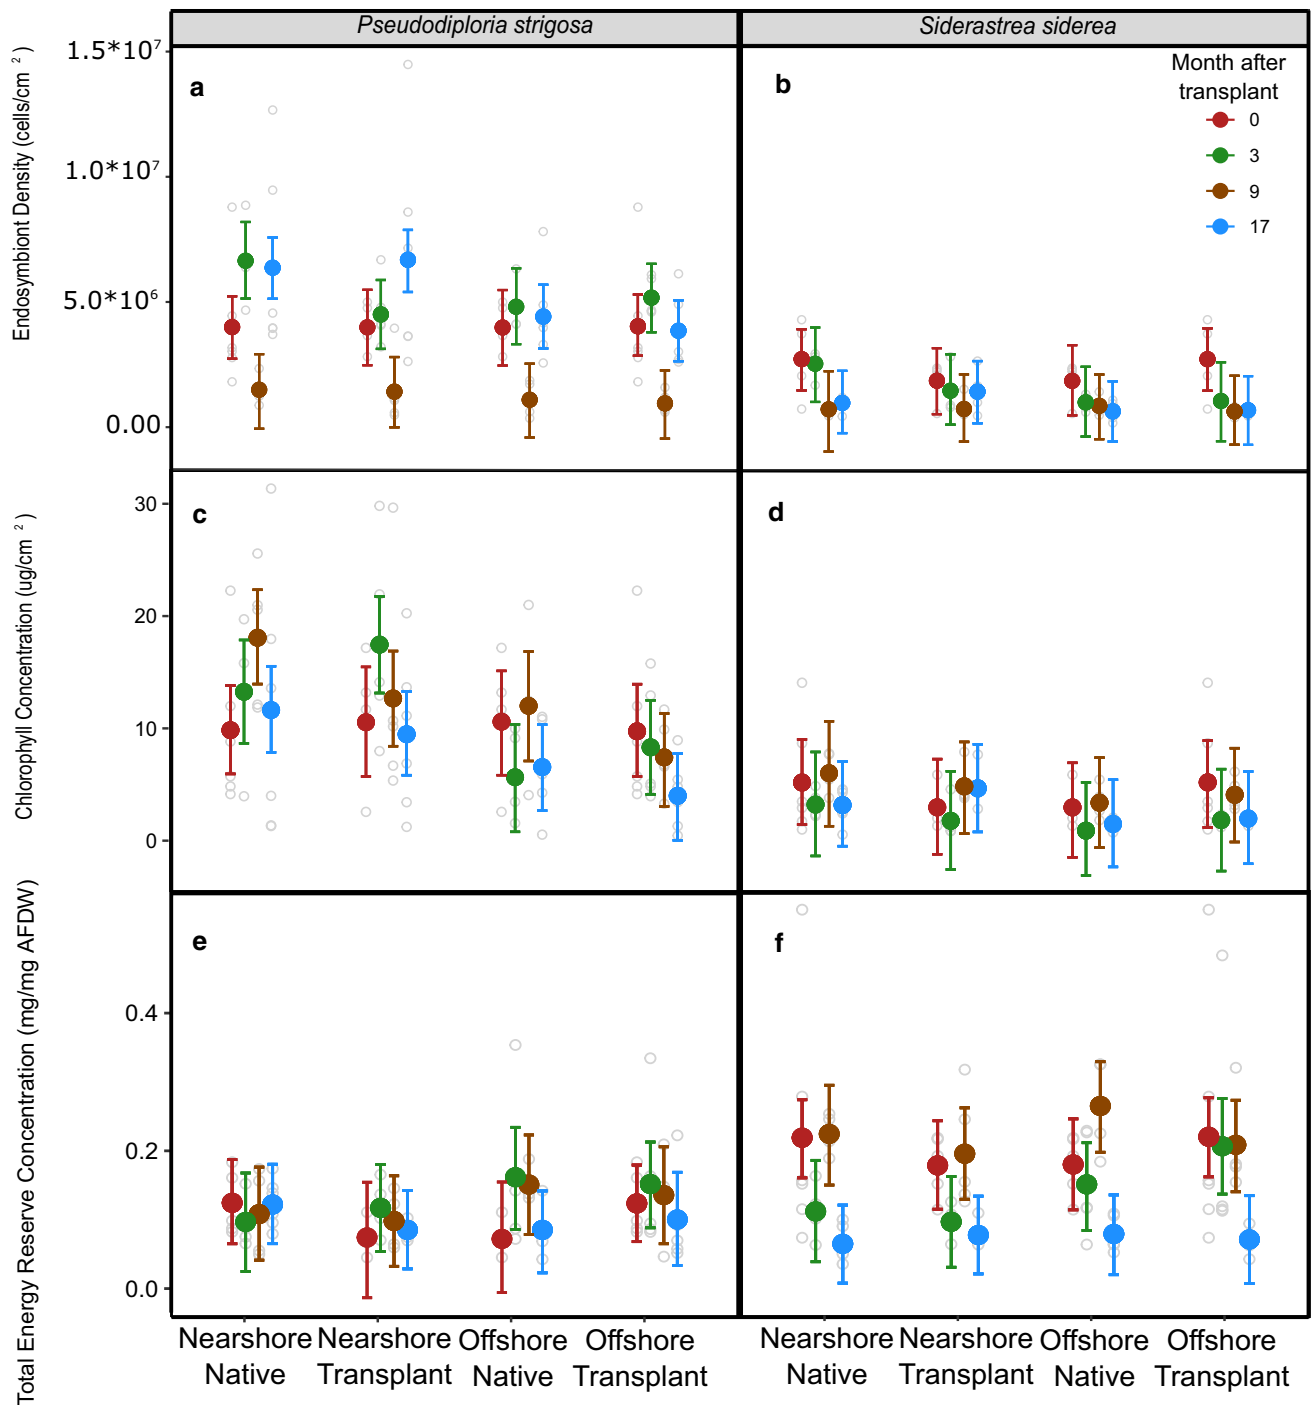 Pseudodiploria strigosa
Siderastrea siderea
Endosymbiont Density (cells/cm ²)
1.5*10⁷
1.0*10⁷
5.0*10⁶
0.00
a
b
Month after
transplant
0
3
9
17
Chlorophyll Concentration (ug/cm ²)
30
20
10
0
c
d
Total Energy Reserve Concentration (mg/mg AFDW)
0.4
0.2
0.0
e
f
Nearshore Native
Nearshore Transplant
Offshore Native
Offshore Transplant
Nearshore Native
Nearshore Transplant
Offshore Native
Offshore Transplant